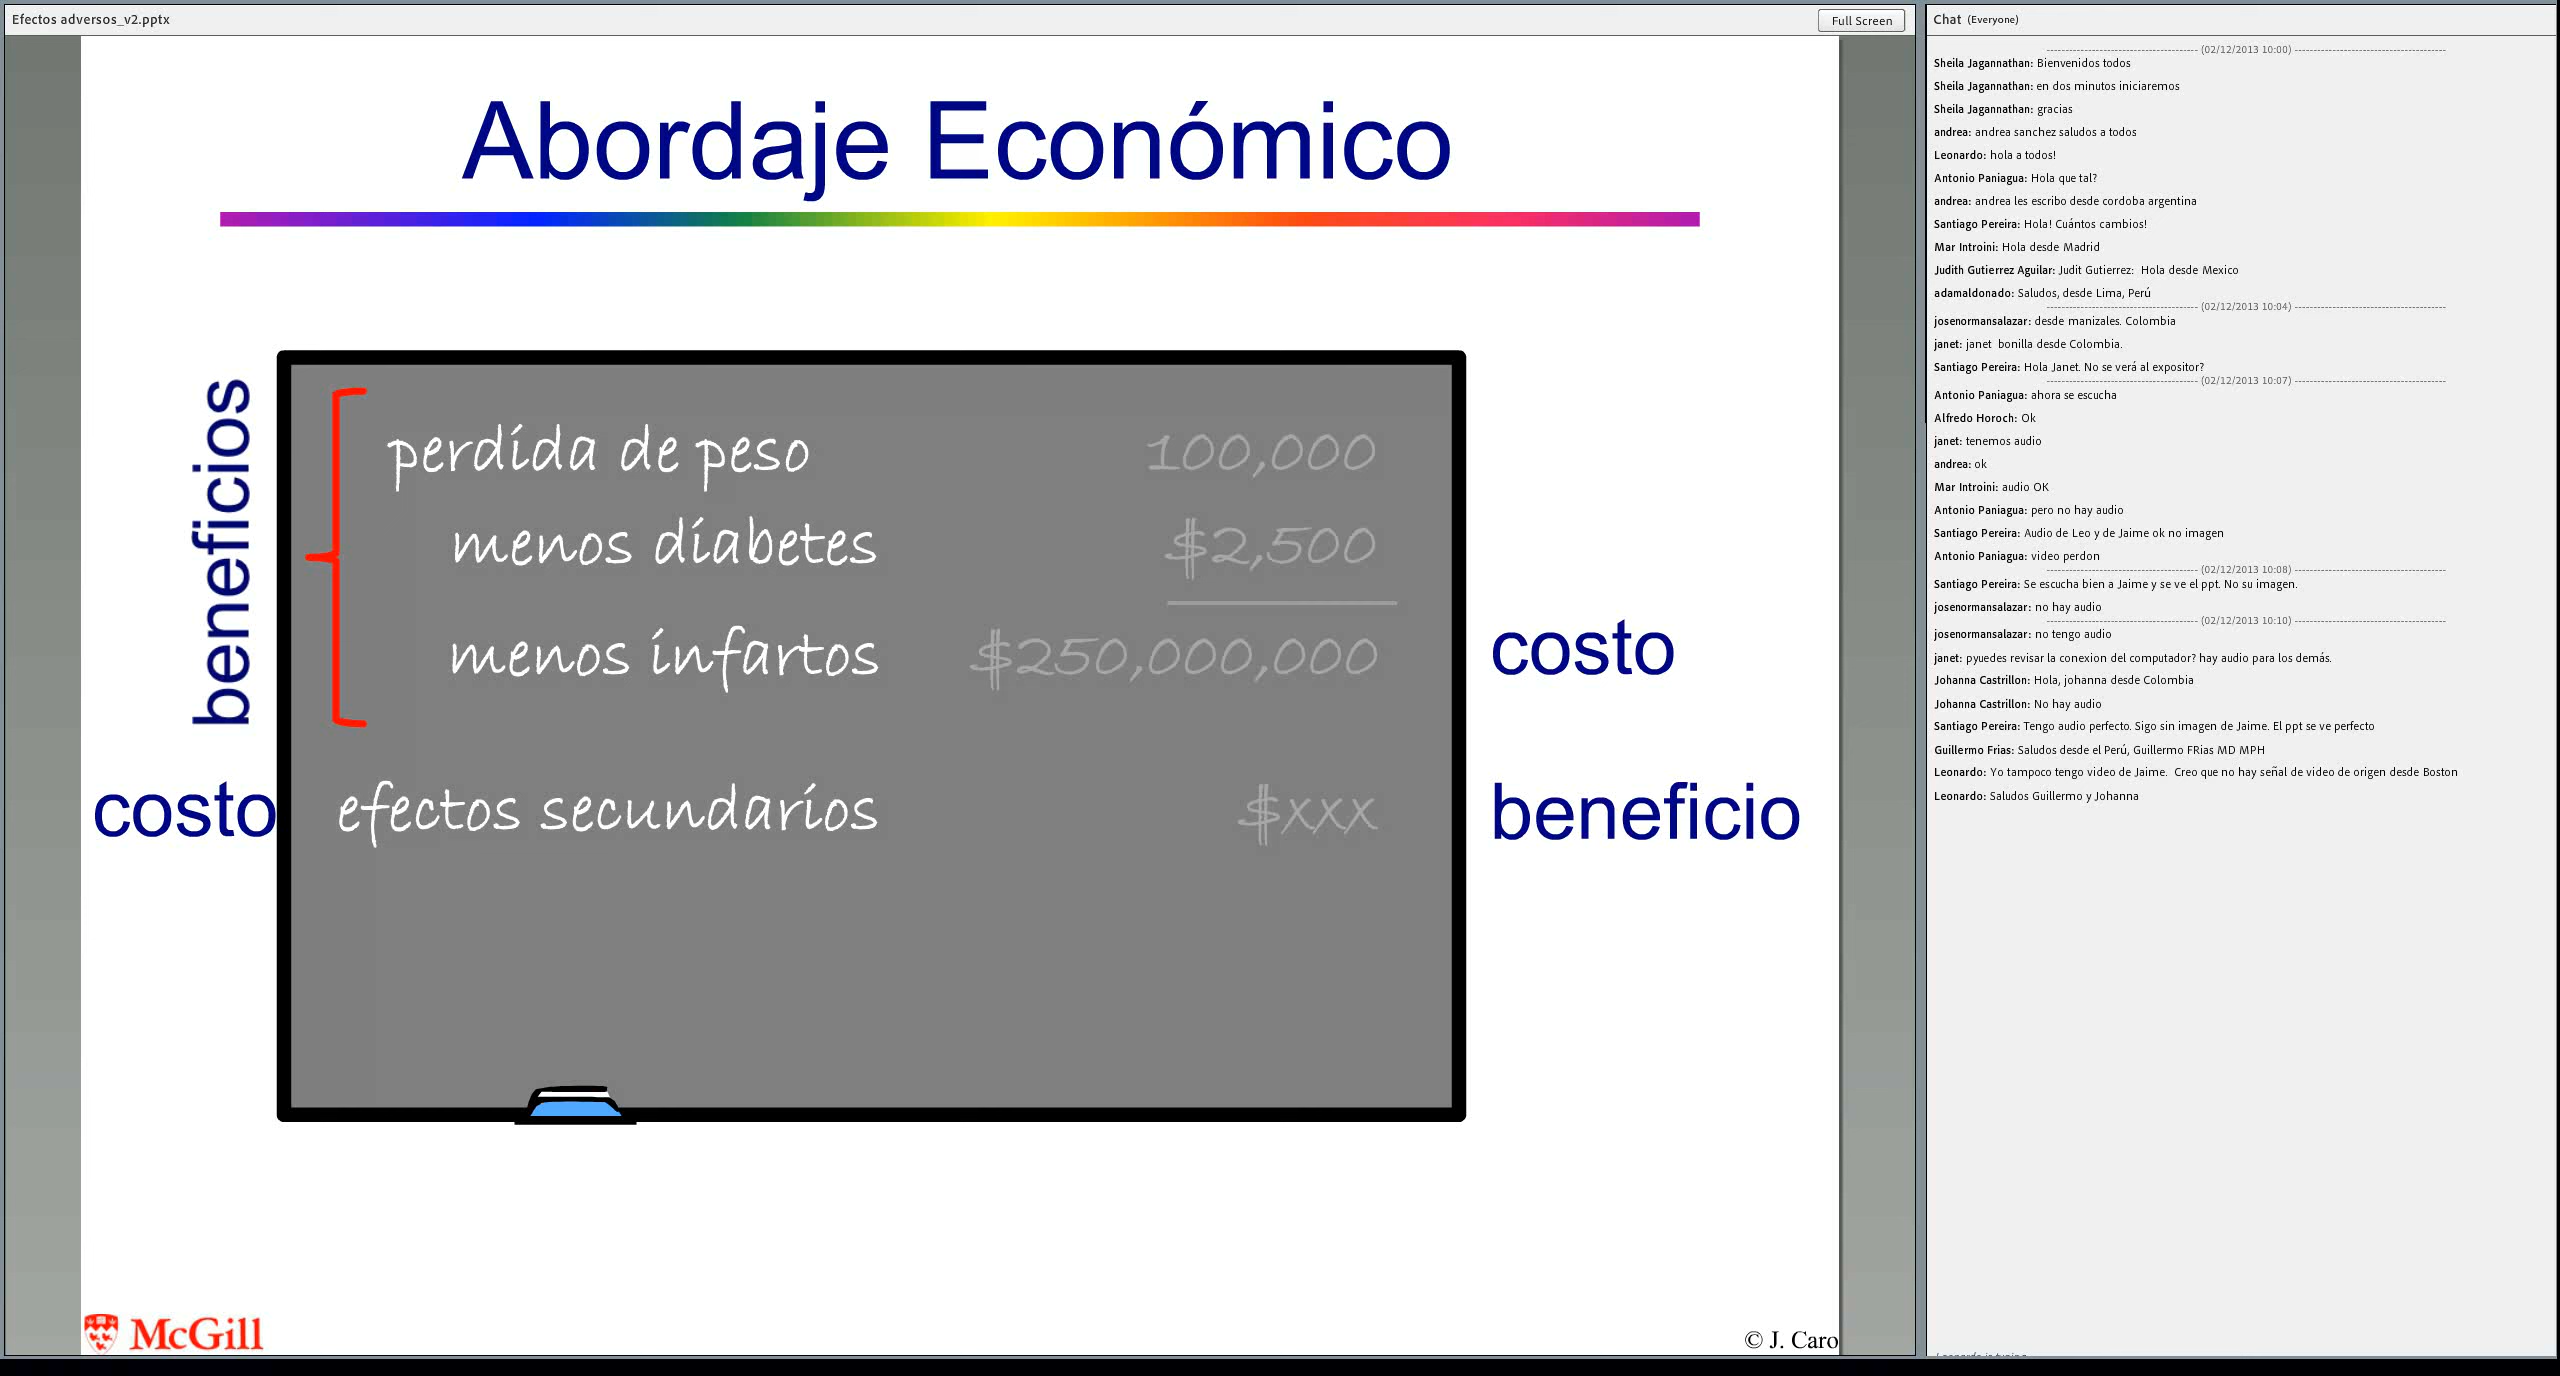 Efectos adversos_v2.pptx
Full Screen
Abordaje Económico
beneficios
perdida de peso 100,000
menos diabetes $2,500
menos infartos $250,000,000
costo
costo
efectos secundarios $xxx
beneficio
McGill
© J. Caro
Chat (Everyone)
(02/12/2013 10:00)
Sheila Jagannathan: Bienvenidos todos
Sheila Jagannathan: en dos minutos iniciaremos
Sheila Jagannathan: gracias
andrea: andrea sanchez saludos a todos
Leonardo: hola a todos!
Antonio Paniagua: Hola que tal?
andrea: andrea les escribo desde cordoba argentina
Santiago Pereira: Hola! Cuántos cambios!
Mar Introini: Hola desde Madrid
Judith Gutierrez Aguilar: Judit Gutierrez: Hola desde Mexico
adamaldonado: Saludos, desde Lima, Perú
(02/12/2013 10:04)
josenormansalazar: desde manizales. Colombia
janet: janet bonilla desde Colombia.
Santiago Pereira: Hola Janet. No se verá al expositor?
(02/12/2013 10:07)
Antonio Paniagua: ahora se escucha
Alfredo Horoch: Ok
janet: tenemos audio
andrea: ok
Mar Introini: audio OK
Antonio Paniagua: pero no hay audio
Santiago Pereira: Audio de Leo y de Jaime ok no imagen
Antonio Paniagua: video perdon
(02/12/2013 10:08)
Santiago Pereira: Se escucha bien a Jaime y se ve el ppt. No su imagen.
josenormansalazar: no hay audio
(02/12/2013 10:10)
josenormansalazar: no tengo audio
janet: pyuedes revisar la conexion del computador? hay audio para los demás.
Johanna Castrillon: Hola, johanna desde Colombia
Johanna Castrillon: No hay audio
Santiago Pereira: Tengo audio perfecto. Sigo sin imagen de Jaime. El ppt se ve perfecto
Guillermo Frias: Saludos desde el Perú, Guillermo FRias MD MPH
Leonardo: Yo tampoco tengo video de Jaime. Creo que no hay señal de video de origen desde Boston
Leonardo: Saludos Guillermo y Johanna